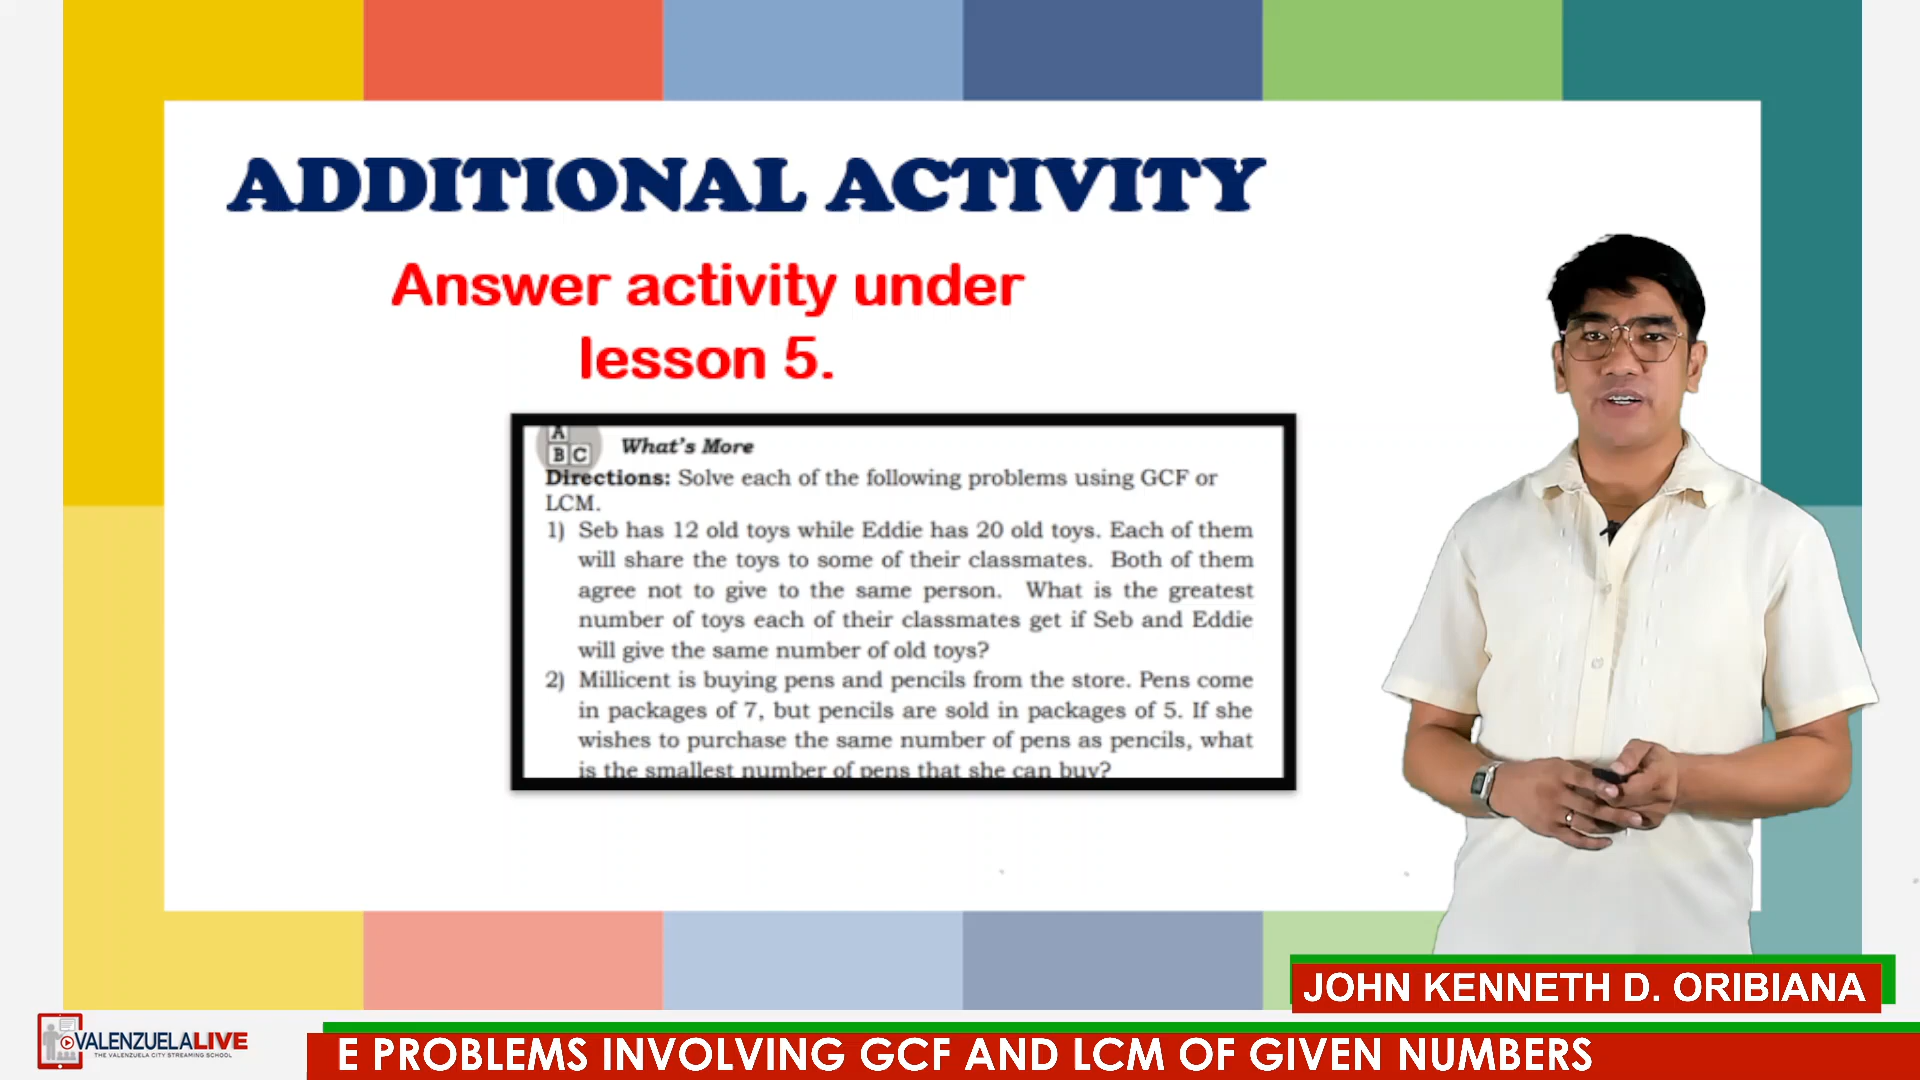 ADDITIONAL ACTIVITY
Answer activity under
lesson 5.
A
B C
What's More
Directions: Solve each of the following problems using GCF or
LCM.
1) Seb has 12 old toys while Eddie has 20 old toys. Each of them
will share the toys to some of their classmates. Both of them
agree not to give to the same person. What is the greatest
number of toys each of their classmates get if Seb and Eddie
will give the same number of old toys?
2) Millicent is buying pens and pencils from the store. Pens come
in packages of 7, but pencils are sold in packages of 5. If she
wishes to purchase the same number of pens as pencils, what
is the smallest number of pens that she can buy?
JOHN KENNETH D. ORIBIANA
VALENZUELALIVE
THE VALENZUELA CITY STREAMING SCHOOL
E PROBLEMS INVOLVING GCF AND LCM OF GIVEN NUMBERS